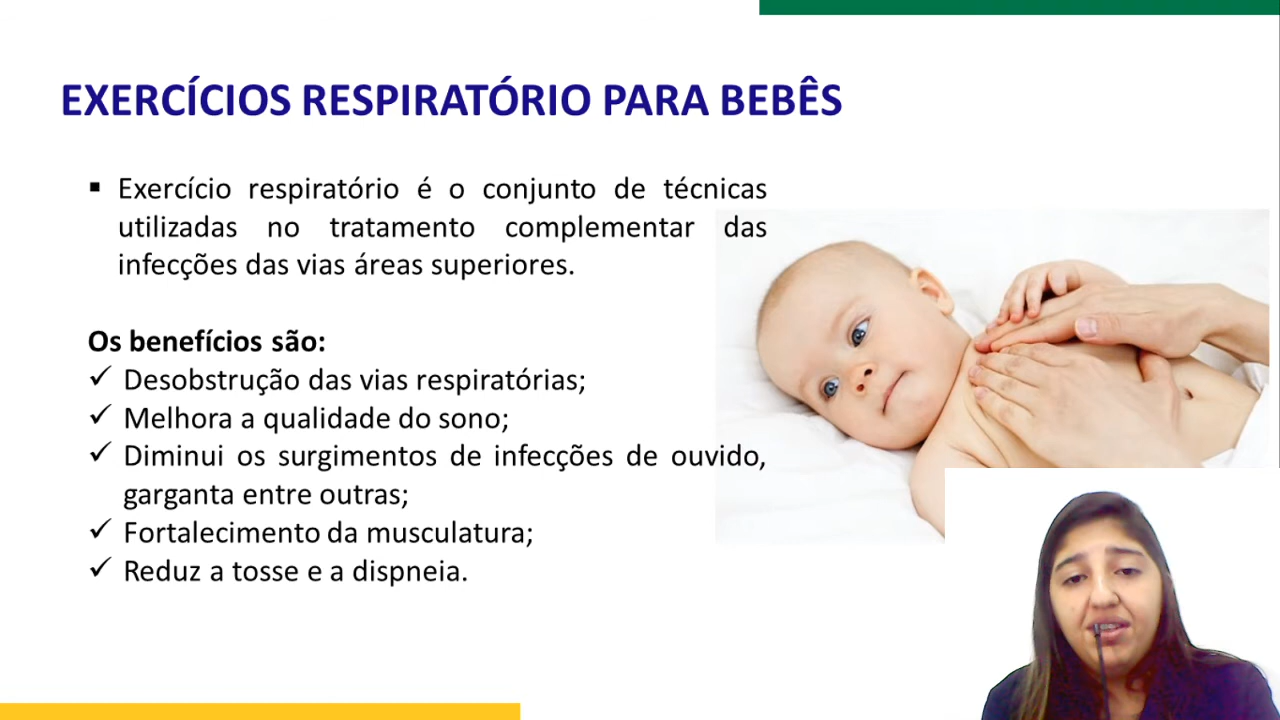 EXERCÍCIOS RESPIRATÓRIO PARA BEBÊS
▪ Exercício respiratório é o conjunto de técnicas
utilizadas no tratamento complementar das
infecções das vias áreas superiores.
Os benefícios são:
✓ Desobstrução das vias respiratórias;
✓ Melhora a qualidade do sono;
✓ Diminui os surgimentos de infecções de ouvido,
garganta entre outras;
✓ Fortalecimento da musculatura;
✓ Reduz a tosse e a dispneia.